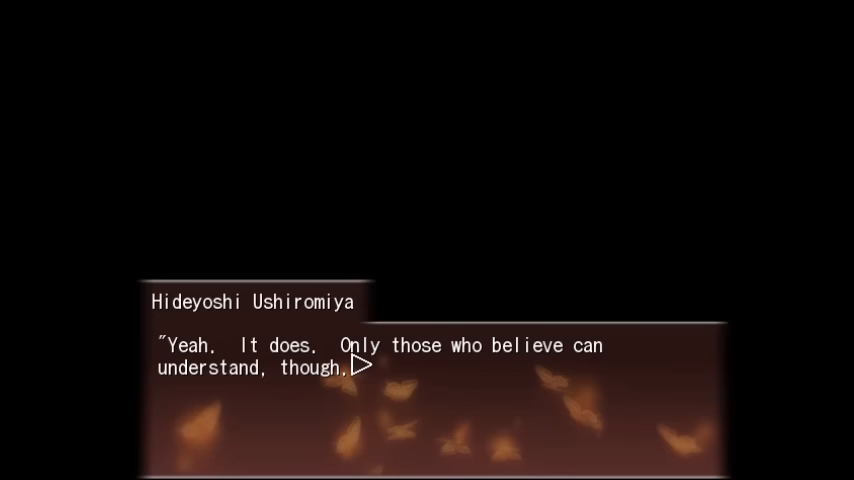 Hideyoshi Ushiromiya
"Yeah. It does. Only those who believe can
understand, though.